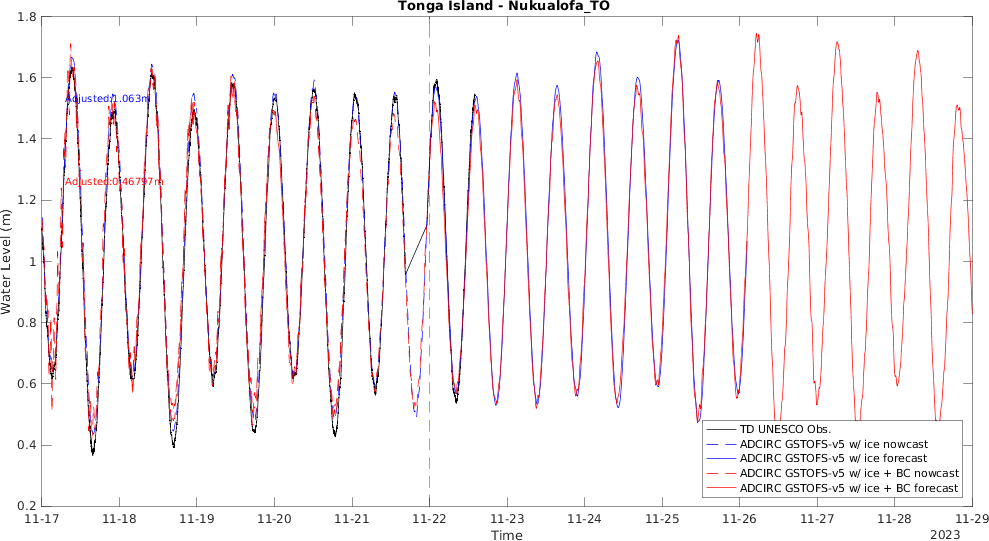 Tonga Island - Nukualofa_TO
1.8
1.6
1.4
1.2
1
0.8
0.6
0.4
0.2
Water Level (m)
Adjusted:1.063m
Adjusted:0.46797m
TD UNESCO Obs.
ADCIRC GSTOFS-v5 w/ ice nowcast
ADCIRC GSTOFS-v5 w/ ice forecast
ADCIRC GSTOFS-v5 w/ ice + BC nowcast
ADCIRC GSTOFS-v5 w/ ice + BC forecast
11-17 11-18 11-19 11-20 11-21 11-22 11-23 11-24 11-25 11-26 11-27 11-28 11-29
Time
2023